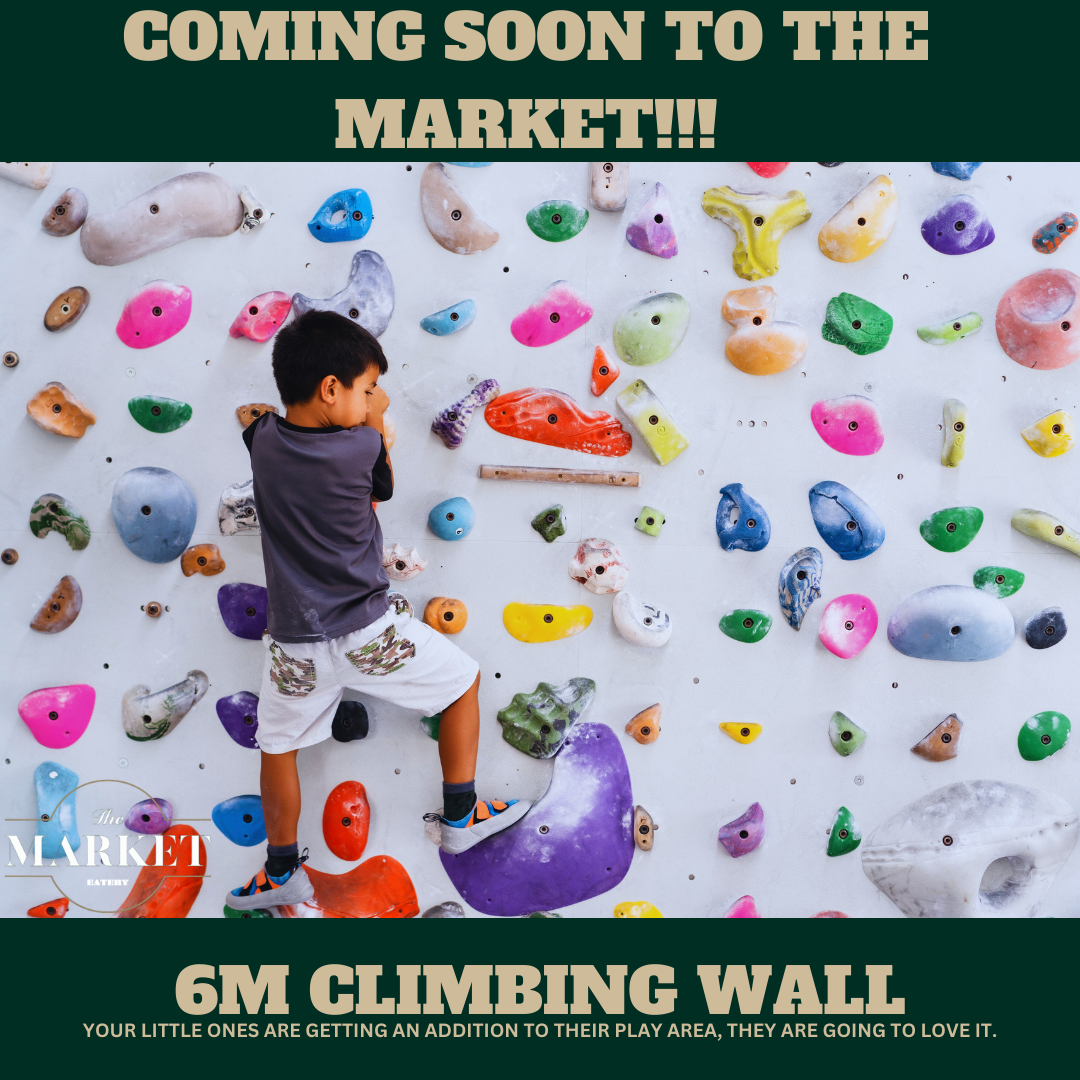 COMING SOON TO THE
MARKET!!!
The
MARKET
EATERY
6M CLIMBING WALL
YOUR LITTLE ONES ARE GETTING AN ADDITION TO THEIR PLAY AREA, THEY ARE GOING TO LOVE IT.